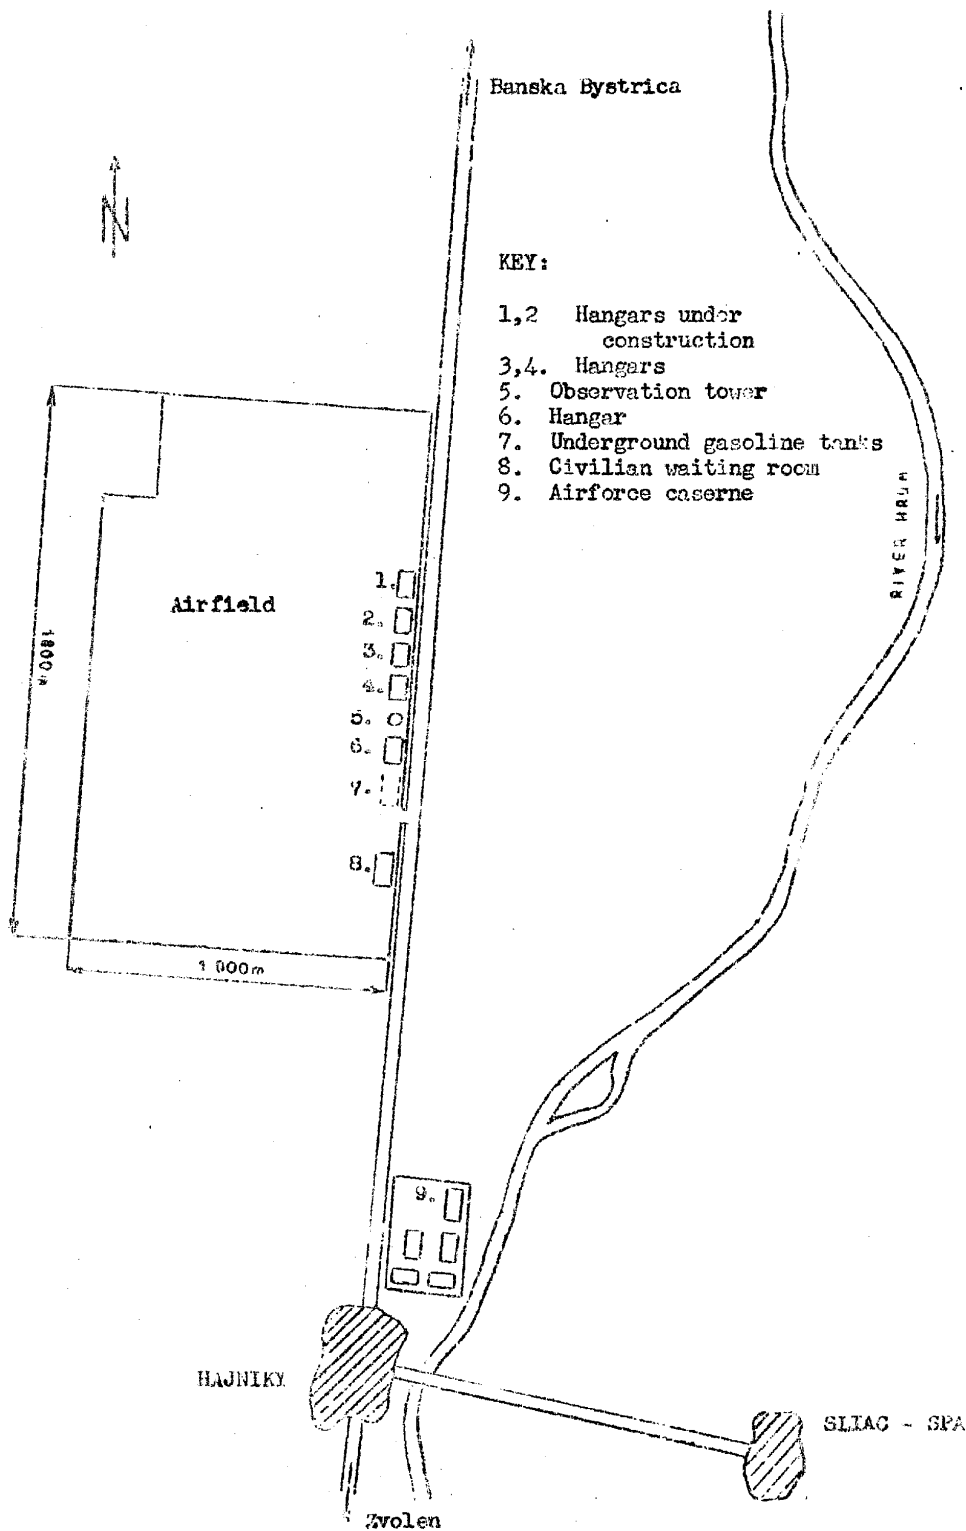 Banska Bystrica
N
KEY:
1,2 Hangars under
construction
3,4. Hangars
5. Observation tower
6. Hangar
7. Underground gasoline tanks
8. Civilian waiting room
9. Airforce caserne
RIVER HRON
Airfield
1800m
1.
2.
3.
4.
5.
6.
7.
8.
1 000m
9.
HAJNIKY
SLIAC - SPA
Zvolen